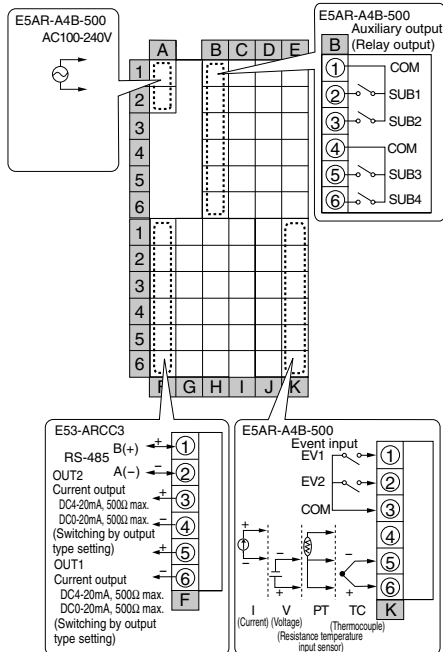 E5AR-A4B-500
AC100-240V
A
B C D E
1
2
3
4
5
6
1
2
3
4
5
6
F G H I J K
E5AR-A4B-500
Auxiliary output
(Relay output)
B
1 COM
2 SUB1
3 SUB2
4 COM
5 SUB3
6 SUB4
E53-ARCC3
RS-485
B(+) + 1
A(−) − 2
OUT2
Current output
DC4-20mA, 500Ω max.
DC0-20mA, 500Ω max.
(Switching by output
type setting)
+ 3
− 4
OUT1
Current output
DC4-20mA, 500Ω max.
DC0-20mA, 500Ω max.
(Switching by output
type setting)
+ 5
− 6
F
E5AR-A4B-500
Event input
EV1 1
EV2 2
COM 3
4
5
6
K
+ − − + − +
I V PT TC
(Current) (Voltage) (Thermocouple)
(Resistance temperature
input sensor)